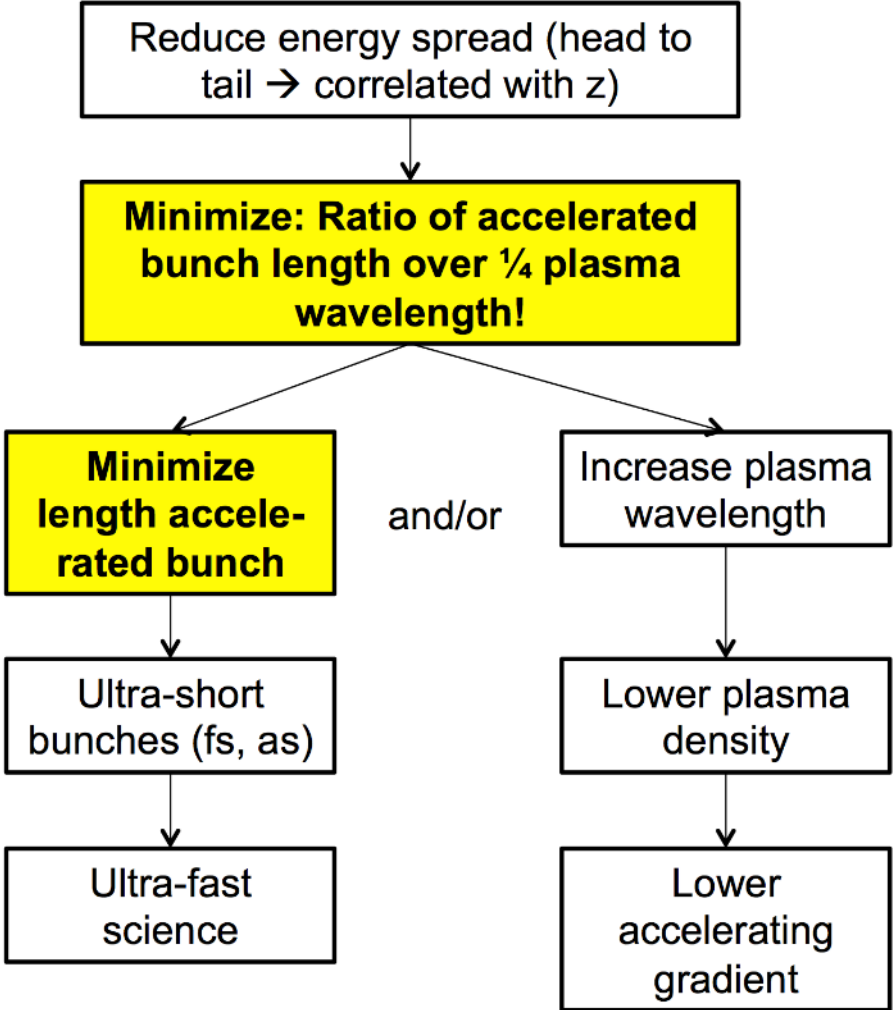 Reduce energy spread (head to
tail → correlated with z)
Minimize: Ratio of accelerated
bunch length over ¼ plasma
wavelength!
Minimize
length accele-
rated bunch
and/or
Increase plasma
wavelength
Ultra-short
bunches (fs, as)
Lower plasma
density
Ultra-fast
science
Lower
accelerating
gradient